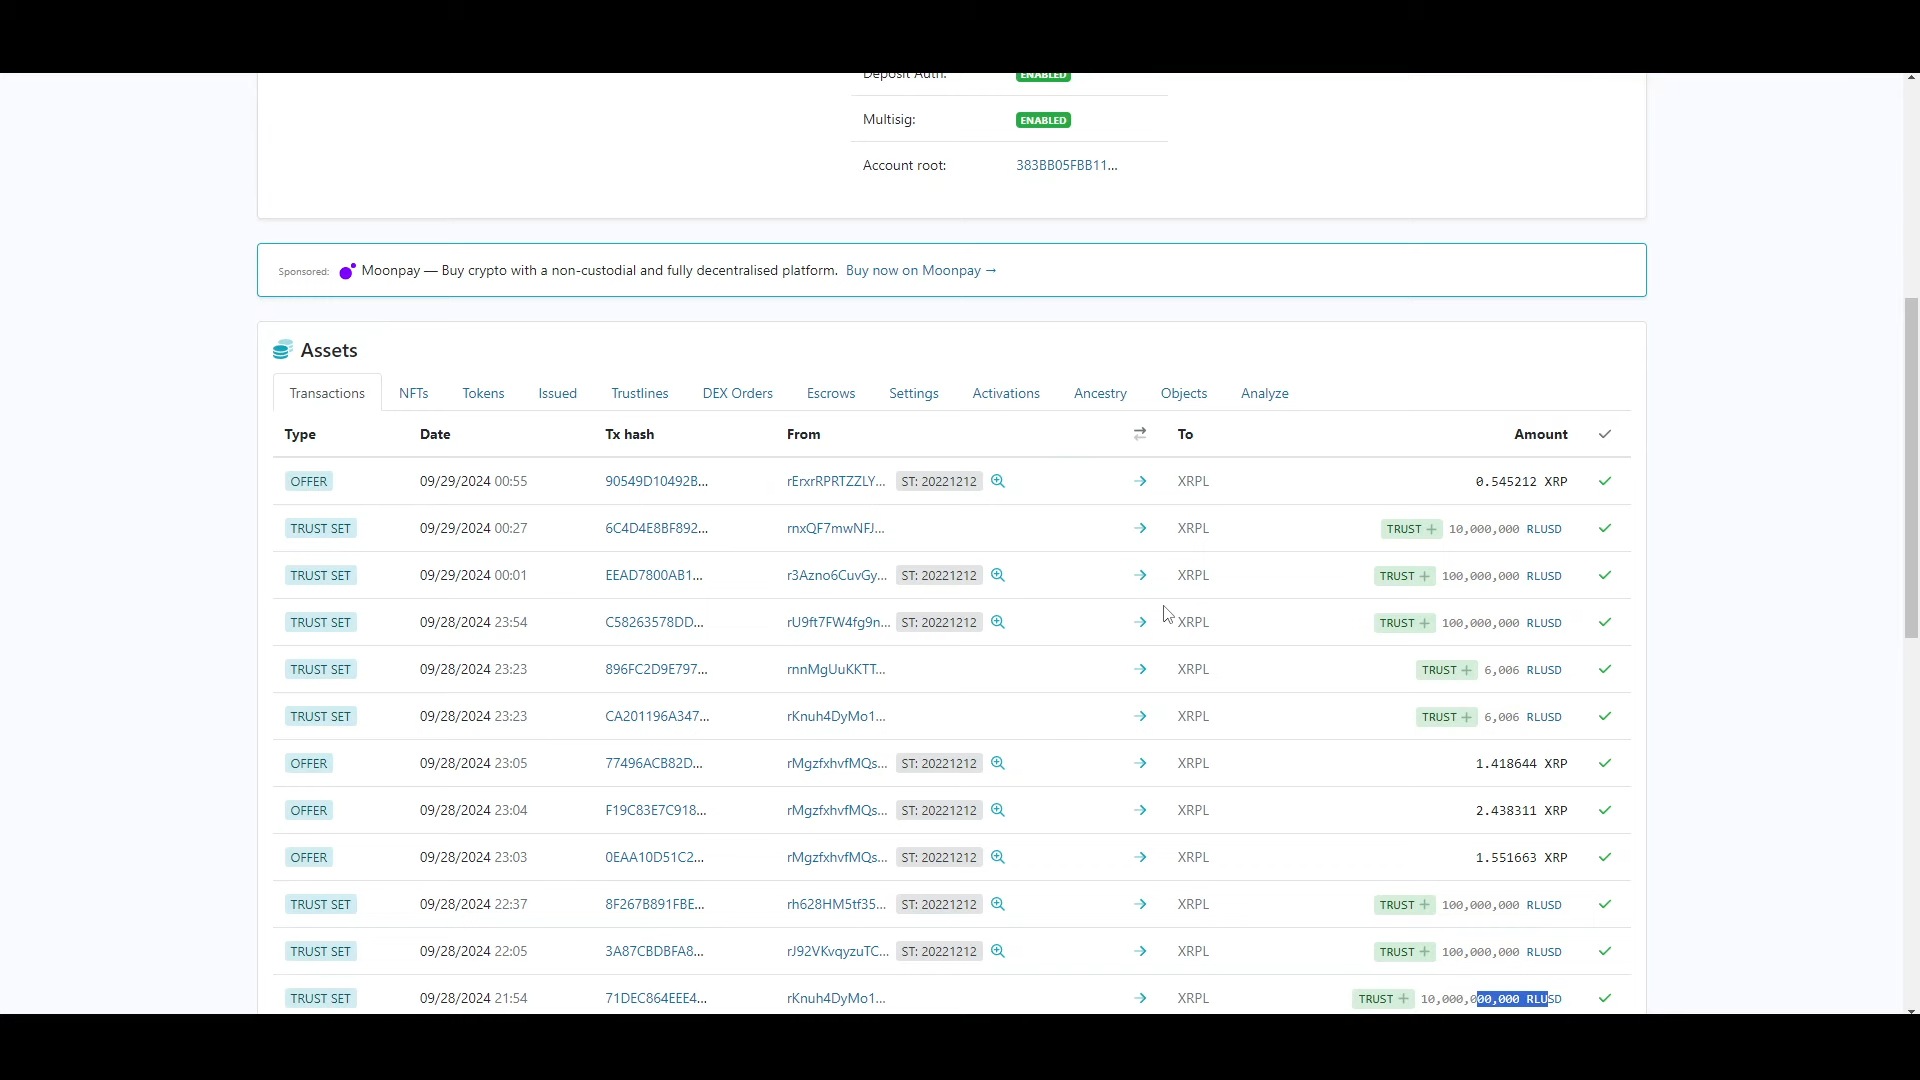 Deposit Auth: ENABLED
Multisig: ENABLED
Account root: 383BB05FBB11...
Sponsored: Moonpay — Buy crypto with a non-custodial and fully decentralised platform. Buy now on Moonpay →
Assets
Transactions NFTs Tokens Issued Trustlines DEX Orders Escrows Settings Activations Ancestry Objects Analyze
Type Date Tx hash From To Amount
OFFER 09/29/2024 00:55 90549D10492B... rErxrRPRTZZLY... ST: 20221212 XRPL 0.545212 XRP
TRUST SET 09/29/2024 00:27 6C4D4E8BF892... rnxQF7mwNFJ... XRPL TRUST + 10,000,000 RLUSD
TRUST SET 09/29/2024 00:01 EEAD7800AB1... r3Azno6CuvGy... ST: 20221212 XRPL TRUST + 100,000,000 RLUSD
TRUST SET 09/28/2024 23:54 C58263578DD... rU9ft7FW4fg9n... ST: 20221212 XRPL TRUST + 100,000,000 RLUSD
TRUST SET 09/28/2024 23:23 896FC2D9E797... rnnMgUuKKTT... XRPL TRUST + 6,006 RLUSD
TRUST SET 09/28/2024 23:23 CA201196A347... rKnuh4DyMo1... XRPL TRUST + 6,006 RLUSD
OFFER 09/28/2024 23:05 77496ACB82D... rMgzfxhvfMQs... ST: 20221212 XRPL 1.418644 XRP
OFFER 09/28/2024 23:04 F19C83E7C918... rMgzfxhvfMQs... ST: 20221212 XRPL 2.438311 XRP
OFFER 09/28/2024 23:03 0EAA10D51C2... rMgzfxhvfMQs... ST: 20221212 XRPL 1.551663 XRP
TRUST SET 09/28/2024 22:37 8F267B891FBE... rh628HM5tf35... ST: 20221212 XRPL TRUST + 100,000,000 RLUSD
TRUST SET 09/28/2024 22:05 3A87CBDBFA8... rJ92VKvqyzuTC... ST: 20221212 XRPL TRUST + 100,000,000 RLUSD
TRUST SET 09/28/2024 21:54 71DEC864EEE4... rKnuh4DyMo1... XRPL TRUST + 10,000,000,000 RLUSD